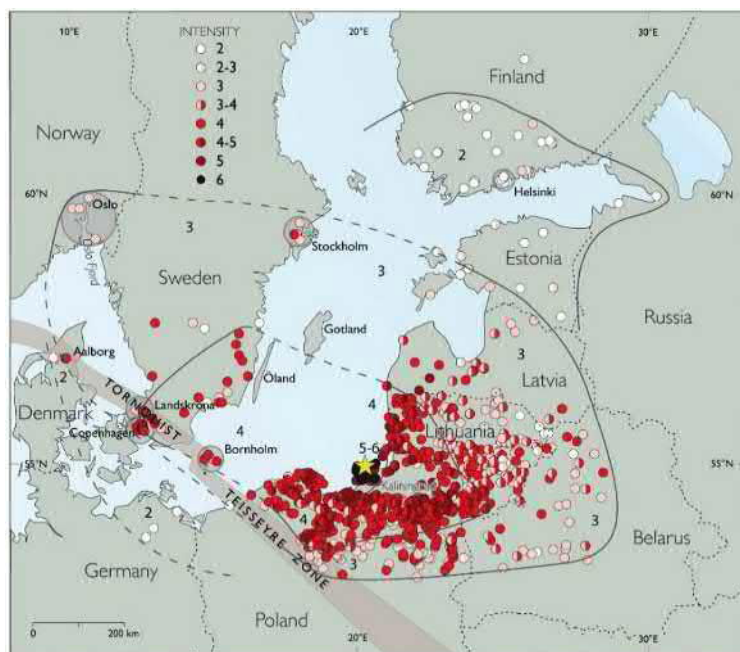 10°E
20°E
30°E
INTENSITY
2
2-3
3
3-4
4
4-5
5
6
Finland
Norway
2
60°N
Helsinki
60°N
Oslo
3
Stockholm
Oslo Fjord
Estonia
3
Sweden
Russia
Gotland
3
Aalborg
Latvia
2
Öland
Denmark
TORNQUIST
Landskrona
4
4
Lithuania
Copenhagen
Bornholm
5-6
55°N
55°N
Kaliningrad
TEISSEYRE ZONE
2
4
3
3
Belarus
Germany
Poland
0
200 km
20°E
30°E